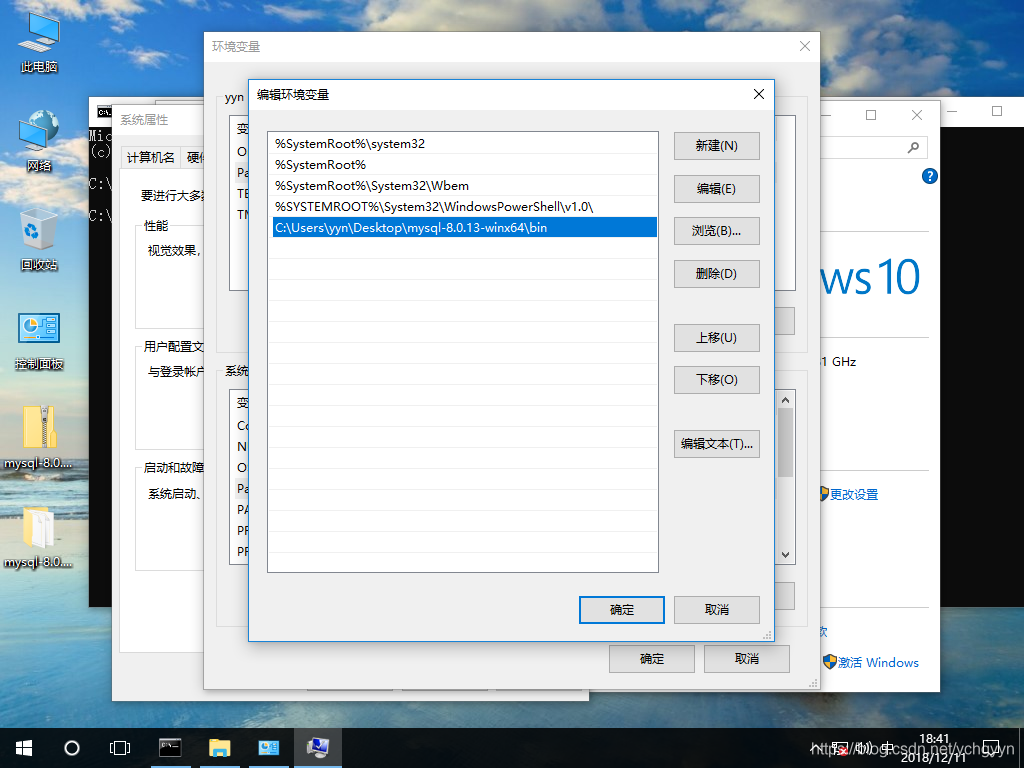 此电脑
网络
回收站
控制面板
mysql-8.0....
mysql-8.0....
环境变量
编辑环境变量
%SystemRoot%\system32
%SystemRoot%
%SystemRoot%\System32\Wbem
%SYSTEMROOT%\System32\WindowsPowerShell\v1.0\
C:\Users\yyn\Desktop\mysql-8.0.13-winx64\bin
新建(N)
编辑(E)
浏览(B)...
删除(D)
上移(U)
下移(O)
编辑文本(T)...
确定
取消
yyn
变
O
Pa
TE
系统
变
Co
N
O
Pa
PA
PR
PR
确定
取消
系统属性
计算机名
硬件
要进行大多
性能
视觉效果,
用户配置文
与登录帐户
启动和故障
系统启动、
C:\
C:\
ws 10
GHz
更改设置
激活 Windows
18:41
2018/12/11
中
https://blog.csdn.net/ychgyyn